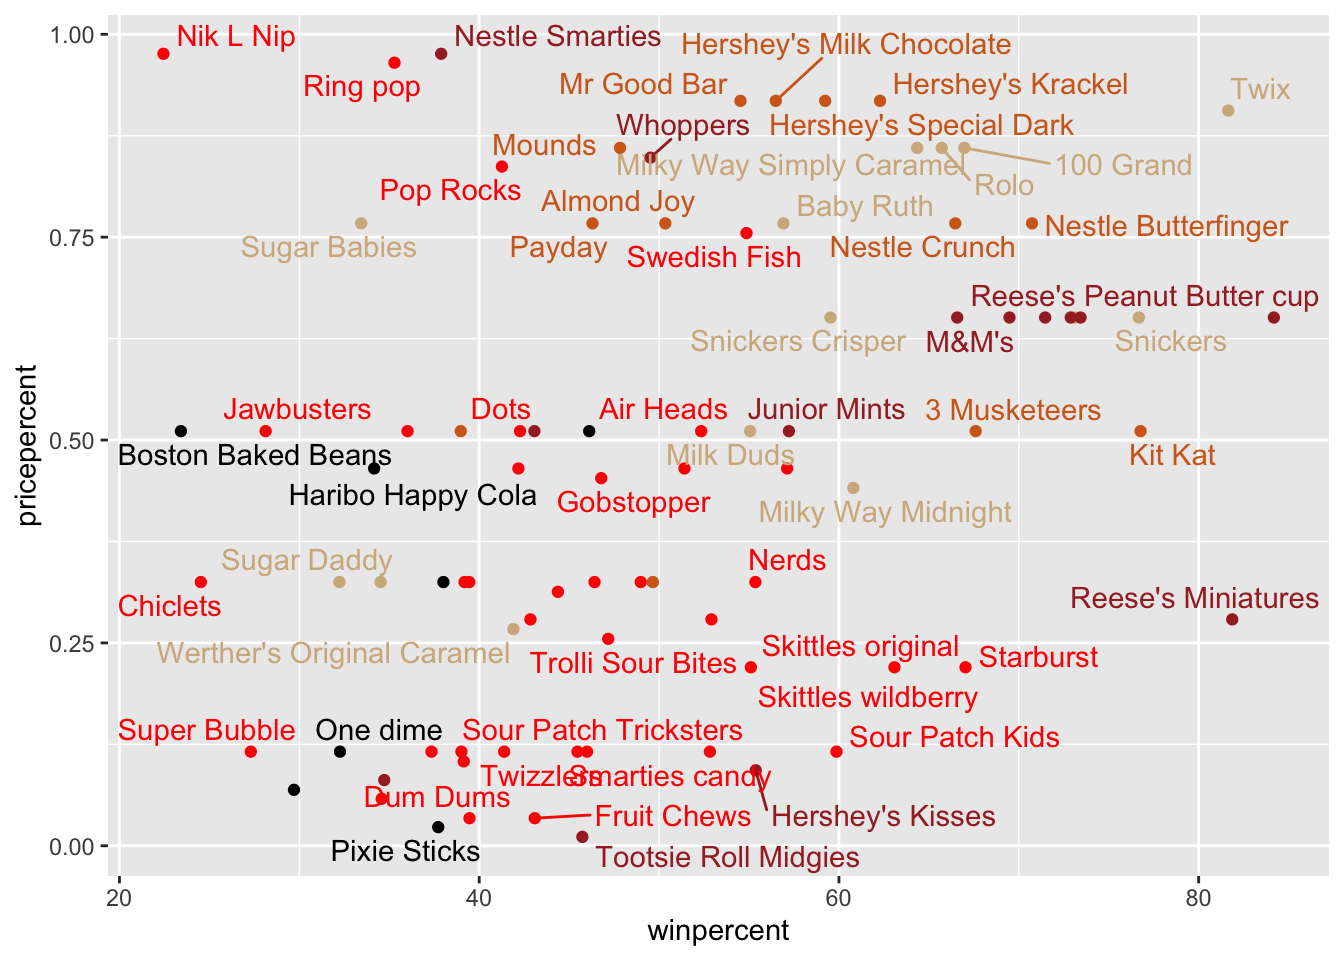 Nik L Nip
Nestle Smarties
Hershey's Milk Chocolate
Ring pop
Mr Good Bar
Hershey's Krackel
Twix
Whoppers
Hershey's Special Dark
Mounds
Milky Way Simply Caramel
100 Grand
Pop Rocks
Rolo
Almond Joy
Baby Ruth
Sugar Babies
Payday
Swedish Fish
Nestle Crunch
Nestle Butterfinger
Reese's Peanut Butter cup
Snickers Crisper
M&M's
Snickers
Jawbusters
Dots
Air Heads
Junior Mints
3 Musketeers
Boston Baked Beans
Milk Duds
Kit Kat
Haribo Happy Cola
Gobstopper
Milky Way Midnight
Sugar Daddy
Nerds
Chiclets
Reese's Miniatures
Werther's Original Caramel
Trolli Sour Bites
Skittles original
Starburst
Skittles wildberry
Super Bubble
One dime
Sour Patch Tricksters
Sour Patch Kids
Twizzlers
Smarties candy
Dum Dums
Fruit Chews
Hershey's Kisses
Pixie Sticks
Tootsie Roll Midgies
1.00
0.75
0.50
0.25
0.00
pricepercent
20
40
60
80
winpercent